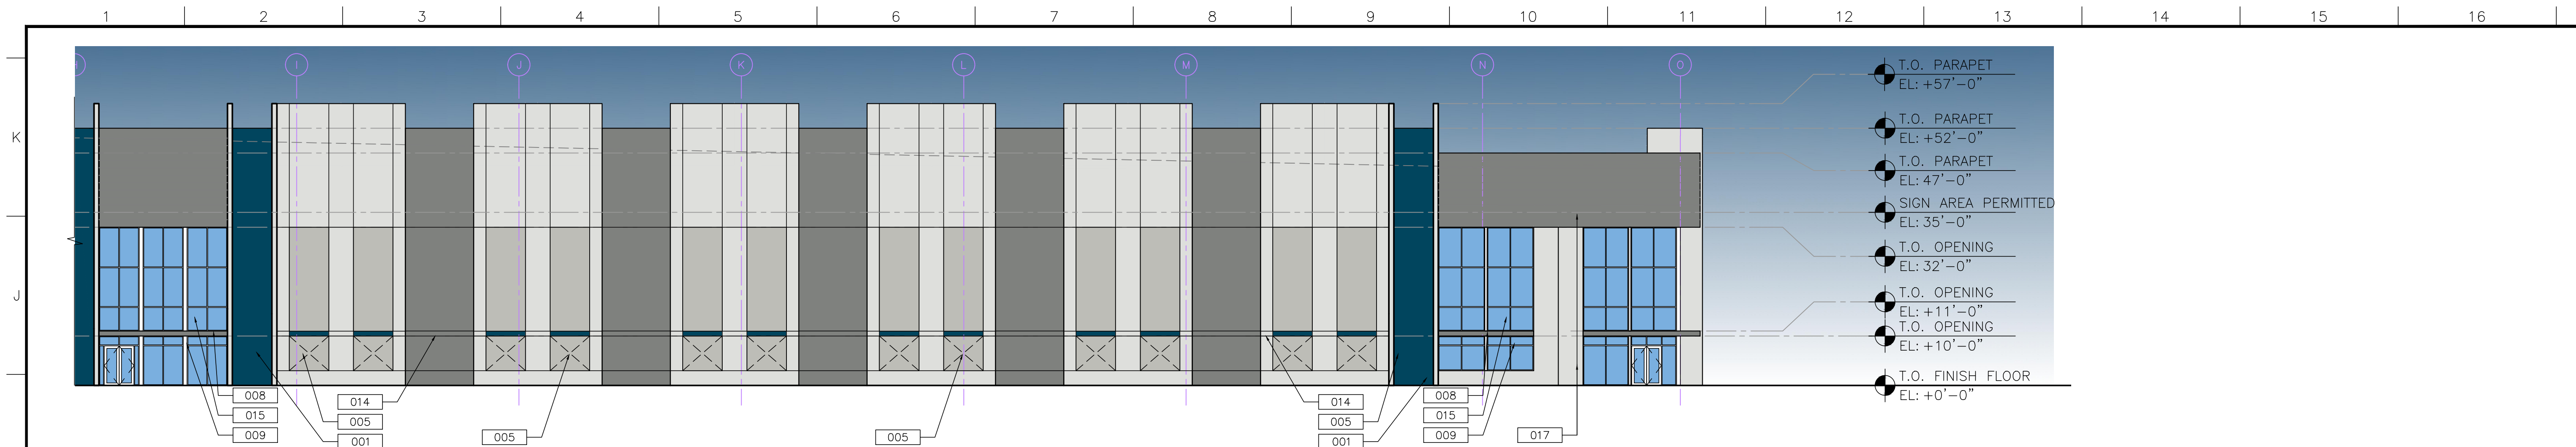 1 2 3 4 5 6 7 8 9 10 11 12 13 14 15 16
I J K L M N O
T.O. PARAPET
EL: +57'-0"
K
T.O. PARAPET
EL: +52'-0"
T.O. PARAPET
EL: 47'-0"
SIGN AREA PERMITTED
EL: 35'-0"
T.O. OPENING
EL: 32'-0"
J
T.O. OPENING
EL: +11'-0"
T.O. OPENING
EL: +10'-0"
T.O. FINISH FLOOR
EL: +0'-0"
008 014 014 008
015 005 005 015
009 001 005 005 001 009 017